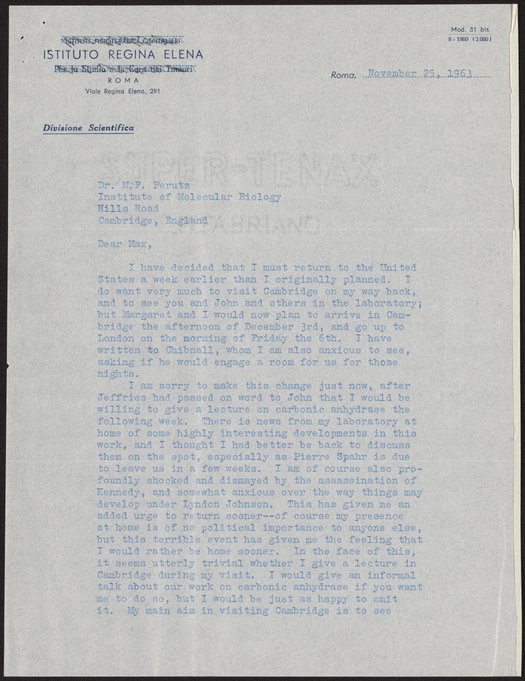 Mod. 31 bis
ISTITUTO REGINA ELENA
Per lo Studio e la Cura dei Tumori
ROMA
Viale Regina Elena, 291
Roma, November 25, 1963
Divisione Scientifica
SUPER-TENAX
FABRIANO
Dr. M.F. Perutz
Institute of Molecular Biology
Hills Road
Cambridge, England
Dear Max,
I have decided that I must return to the United
States a week earlier than I originally planned. I
do want very much to visit Cambridge on my way back,
and to see you and John and others in the laboratory;
but Margaret and I would now plan to arrive in Cam-
bridge the afternoon of December 3rd, and go up to
London on the morning of Friday the 6th. I have
written to Chibnall, whom I am also anxious to see,
asking if he would engage a room for us for those
nights.
I am sorry to make this change just now, after
Jeffries had passed on word to John that I would be
willing to give a lecture on carbonic anhydrase the
following week. There is news from my laboratory at
home of some highly interesting developments in this
work, and I thought I had better be back to discuss
them on the spot, especially as Pierre Spahr is due
to leave us in a few weeks. I am of course also pro-
foundly shocked and dismayed by the assassination of
Kennedy, and somewhat anxious over the way things may
develop under Lyndon Johnson. This has given me an
added urge to return sooner---of course my presence
at home is of no political importance to anyone else,
but this terrible event has given me the feeling that
I would rather be home sooner. In the face of this,
it seems utterly trivial whether I give a lecture in
Cambridge during my visit. I would give an informal
talk about our work on carbonic anhydrase if you want
me to do so, but I would be just as happy to omit
it. My main aim in visiting Cambridge is to see